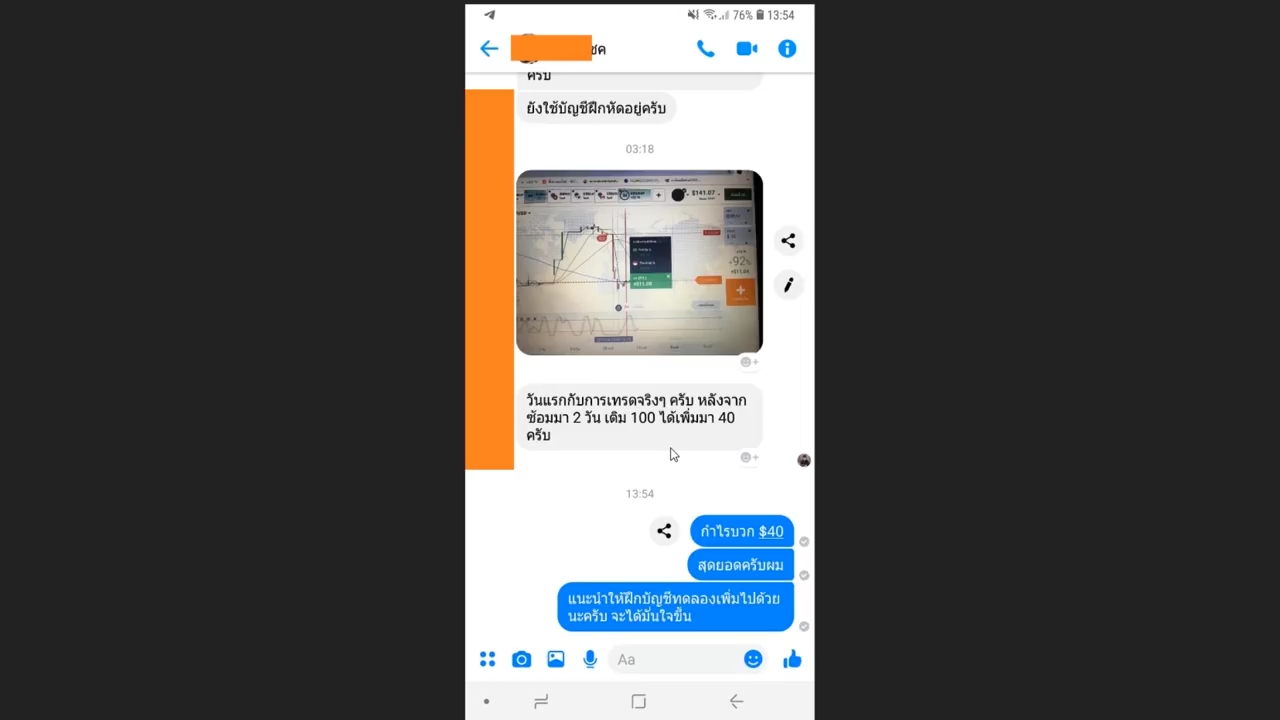 76% 13:54
ชค
ครับ
ยังใช้บัญชีฝึกหัดอยู่ครับ
03:18
$141.07
+92%
วันแรกกับการเทรดจริงๆ ครับ หลังจาก
ซ้อมมา 2 วัน เดิม 100 ได้เพิ่มมา 40
ครับ
13:54
กำไรบวก $40
สุดยอดครับผม
แนะนำให้ฝึกบัญชีทดลองเพิ่มไปด้วย
นะครับ จะได้มั่นใจขึ้น
Aa